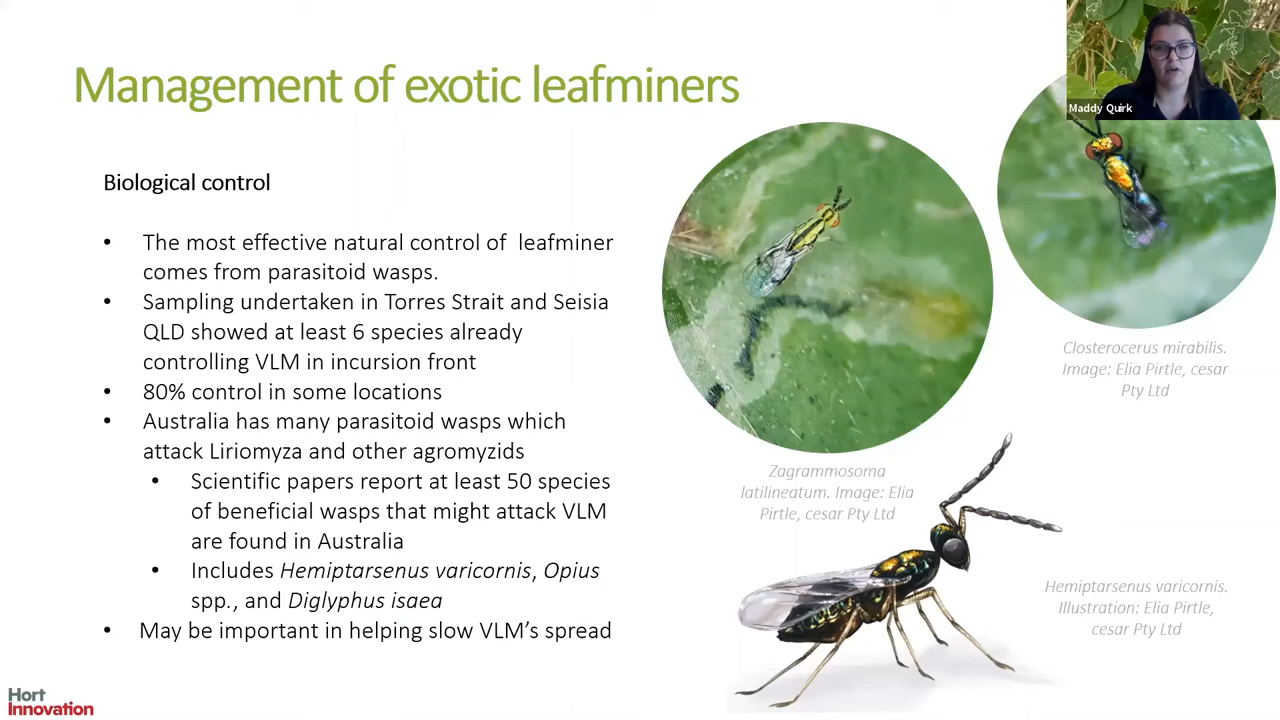 Management of exotic leafminers
Maddy Quirk
Biological control
• The most effective natural control of leafminer
comes from parasitoid wasps.
• Sampling undertaken in Torres Strait and Seisia
QLD showed at least 6 species already
controlling VLM in incursion front
• 80% control in some locations
• Australia has many parasitoid wasps which
attack Liriomyza and other agromyzids
• Scientific papers report at least 50 species
of beneficial wasps that might attack VLM
are found in Australia
• Includes Hemiptarsenus varicornis, Opius
spp., and Diglyphus isaea
• May be important in helping slow VLM’s spread
Closterocerus mirabilis.
Image: Elia Pirtle, cesar
Pty Ltd
Zagrammosoma
latilineatum. Image: Elia
Pirtle, cesar Pty Ltd
Hemiptarsenus varicornis.
Illustration: Elia Pirtle,
cesar Pty Ltd
Hort
Innovation